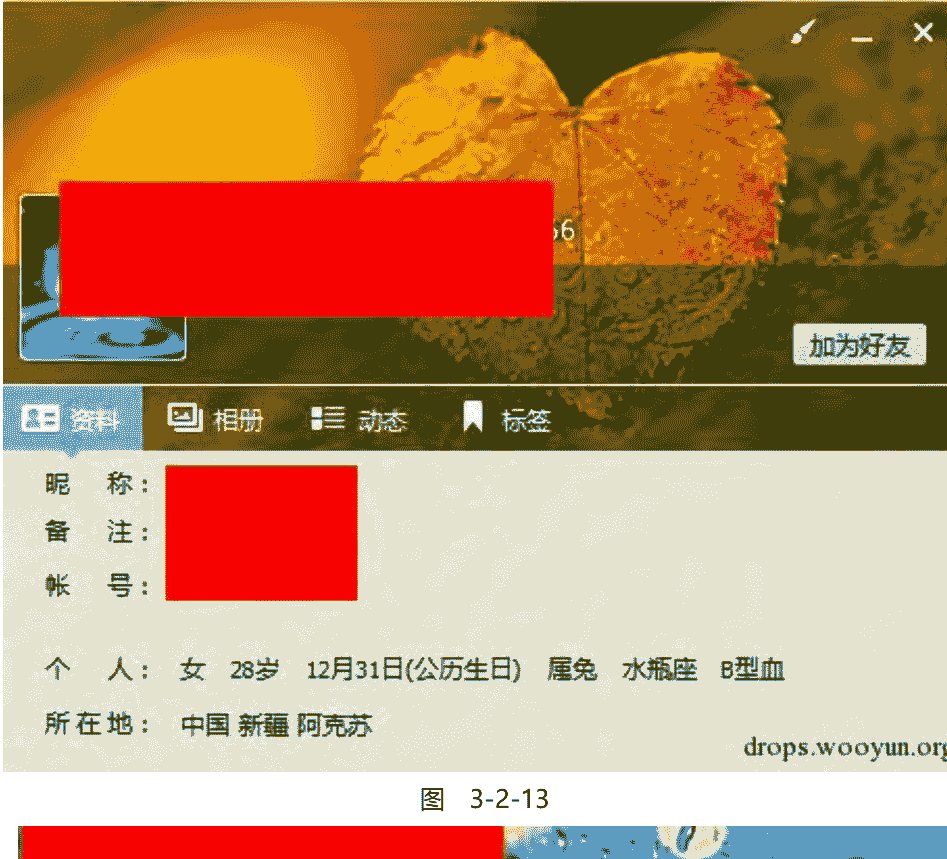 66
加为好友
资料 相册 动态 标签
昵 称：
备 注：
帐 号：
个 人： 女 28岁 12月31日(公历生日) 属兔 水瓶座 B型血
所在地： 中国 新疆 阿克苏
drops.wooyun.org
图 3-2-13